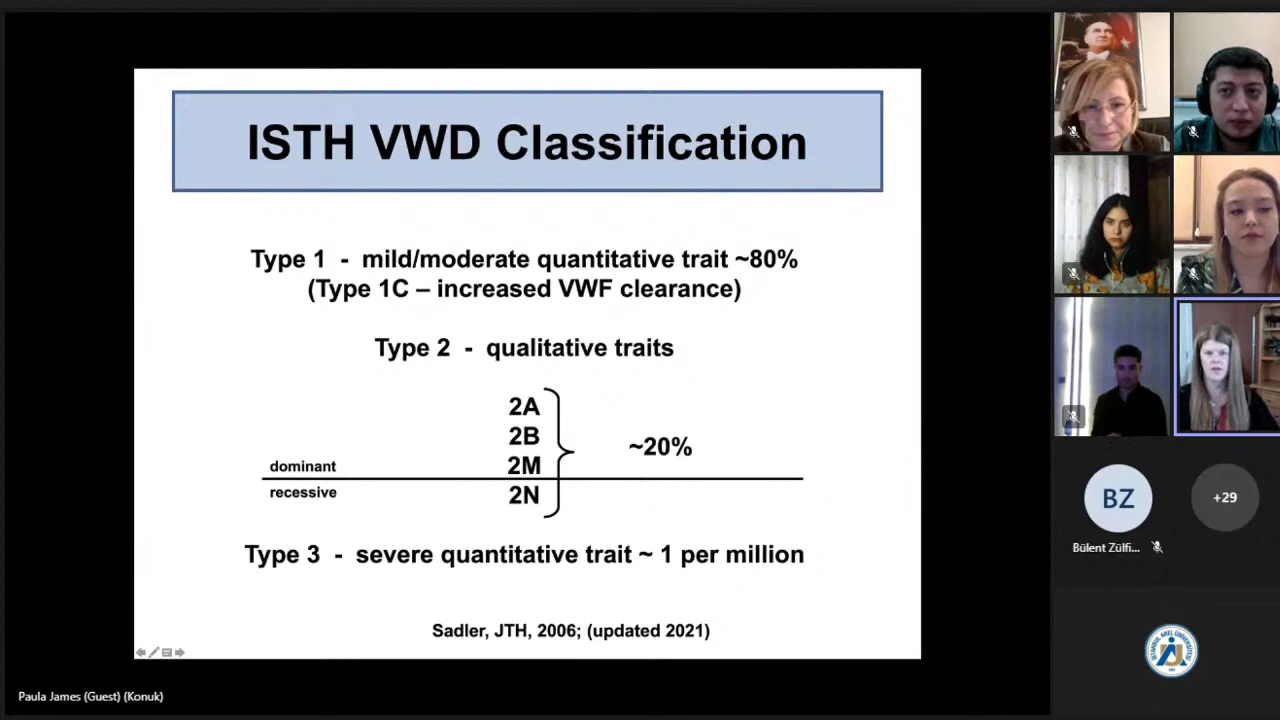 ISTH VWD Classification
Type 1 - mild/moderate quantitative trait ~80%
(Type 1C – increased VWF clearance)
Type 2 - qualitative traits
2A
2B
2M
2N
~20%
dominant
recessive
Type 3 - severe quantitative trait ~ 1 per million
Sadler, JTH, 2006; (updated 2021)
Paula James (Guest) (Konuk)
BZ
+29
Bülent Zülfi...